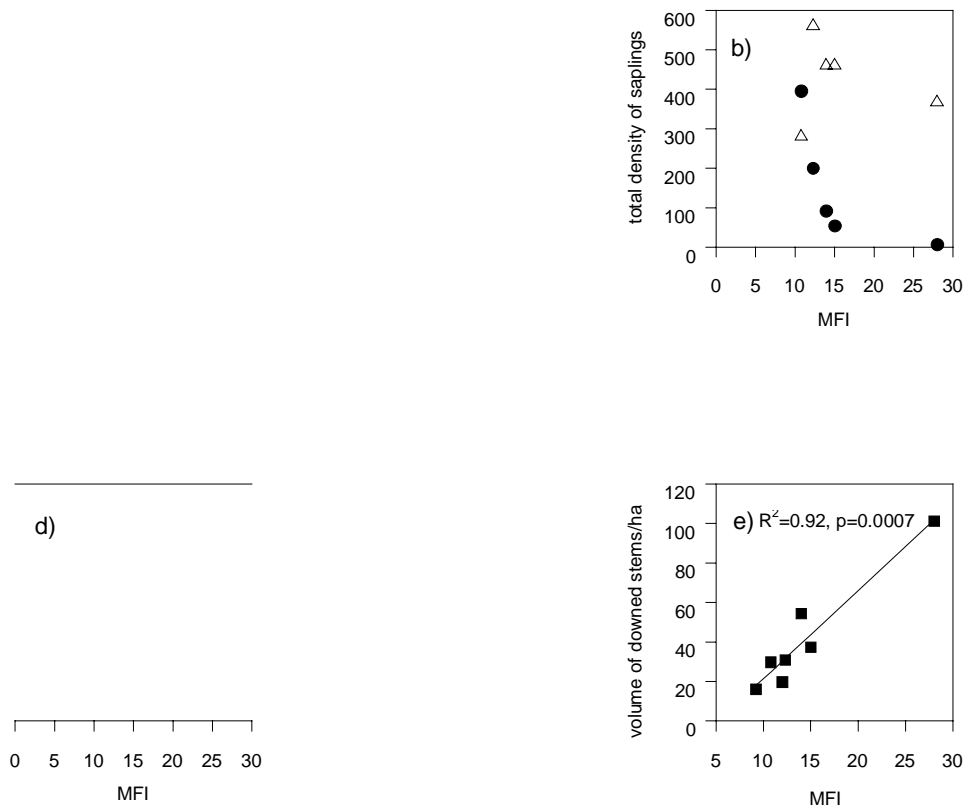 b)
total density of saplings
600
500
400
300
200
100
0
0 5 10 15 20 25 30
MFI
d)
0 5 10 15 20 25 30
MFI
e) R²=0.92, p=0.0007
volume of downed stems/ha
120
100
80
60
40
20
0
5 10 15 20 25 30
MFI